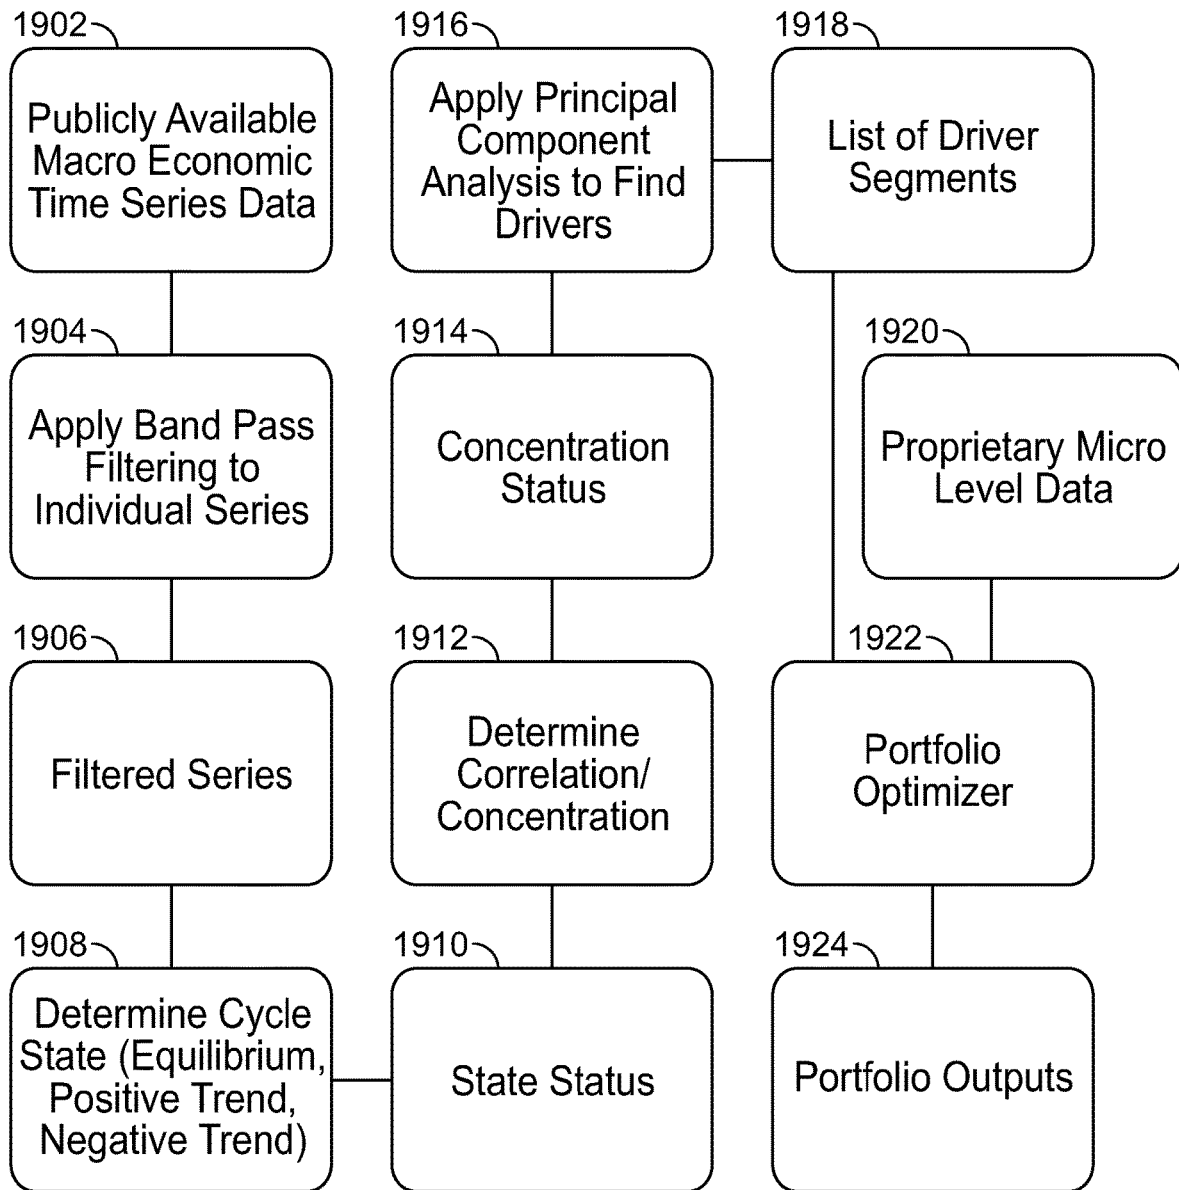 1902
Publicly Available
Macro Economic
Time Series Data
1904
Apply Band Pass
Filtering to
Individual Series
1906
Filtered Series
1908
Determine Cycle
State (Equilibrium,
Positive Trend,
Negative Trend)
1910
State Status
1912
Determine
Correlation/
Concentration
1914
Concentration
Status
1916
Apply Principal
Component
Analysis to Find
Drivers
1918
List of Driver
Segments
1920
Proprietary Micro
Level Data
1922
Portfolio
Optimizer
1924
Portfolio Outputs